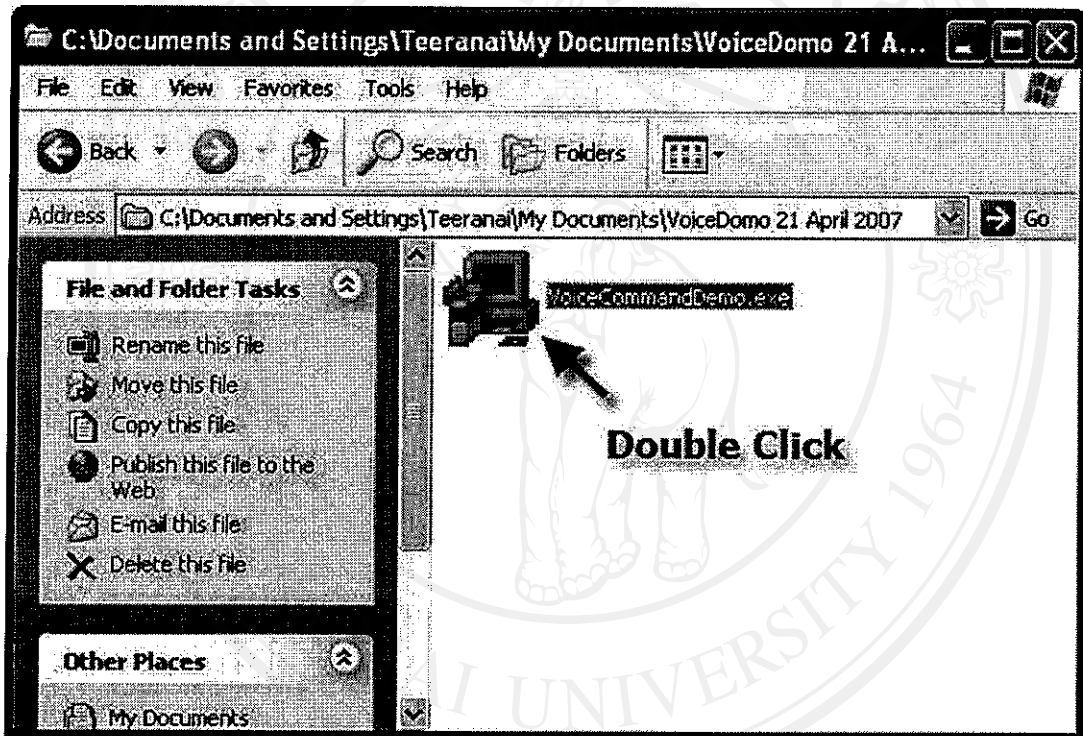 C:\Documents and Settings\Teeranai\My Documents\VoiceDomo 21 A...
File Edit View Favorites Tools Help
Back Search Folders
Address C:\Documents and Settings\Teeranai\My Documents\VoiceDomo 21 April 2007 Go
File and Folder Tasks
VoiceCommandDemo.exe
Rename this file
Move this file
Copy this file
Publish this file to the
Web
E-mail this file
Delete this file
Double Click
Other Places
My Documents
AI UNIVERSITY 1964